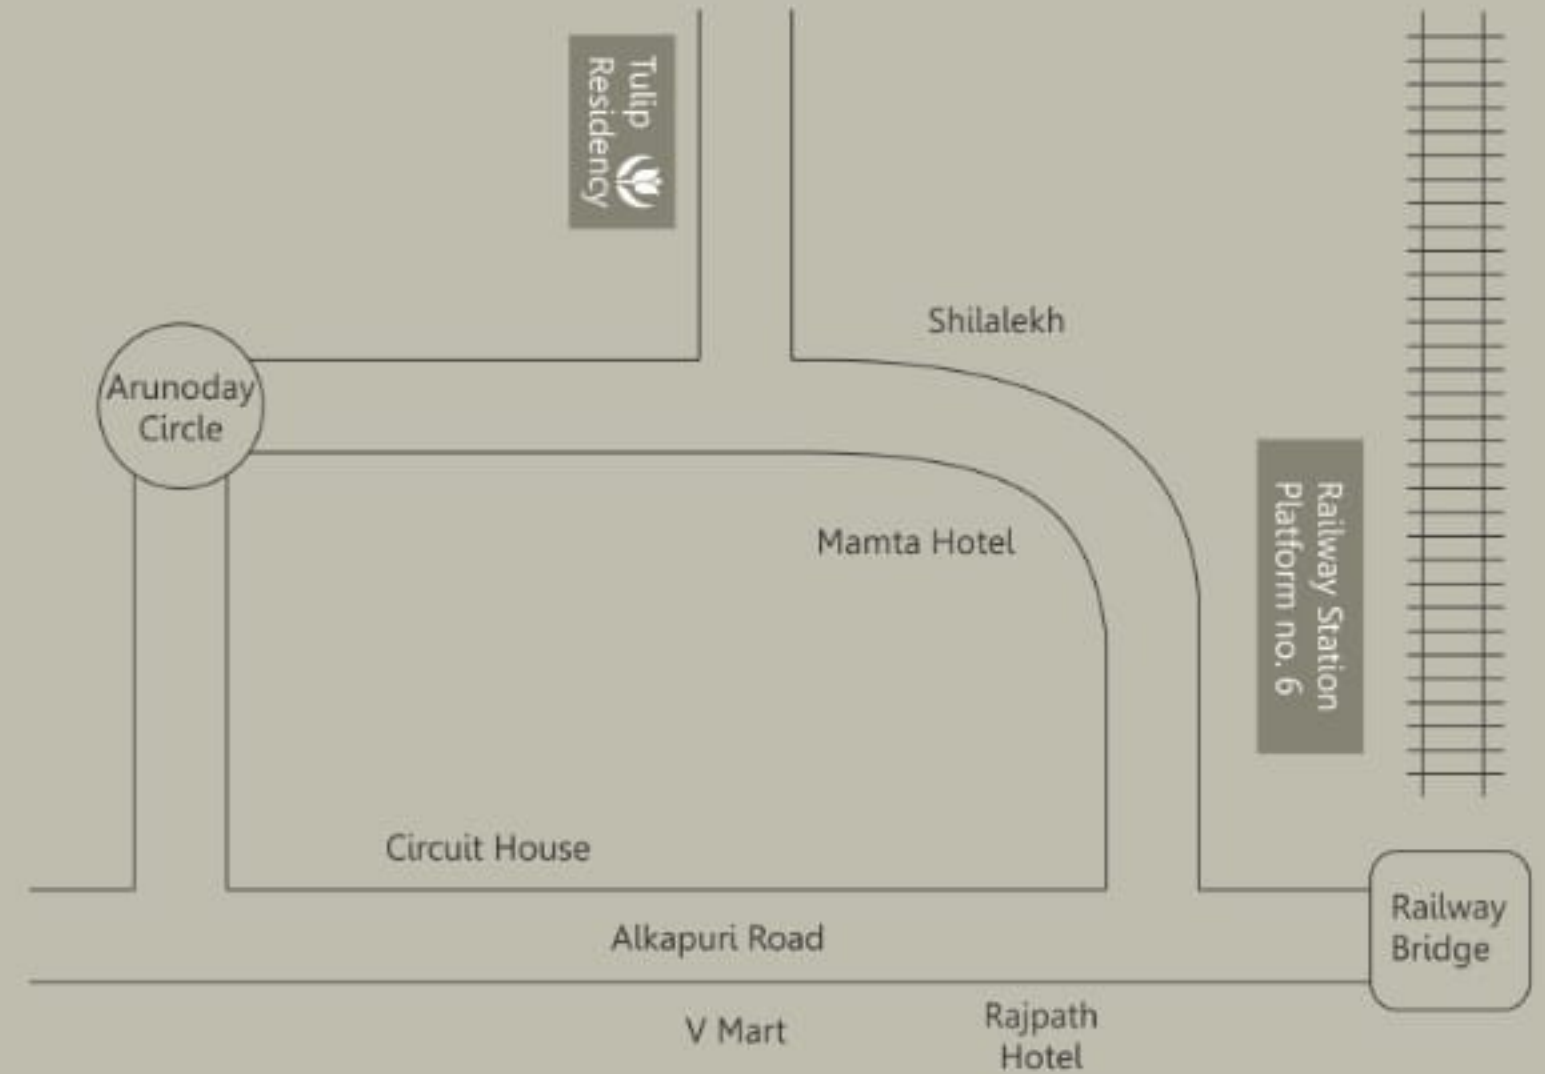 Tulip
Residency
Shilalekh
Arunoday
Circle
Railway Station
Platform no. 6
Mamta Hotel
Circuit House
Alkapuri Road
Railway
Bridge
V Mart
Rajpath
Hotel